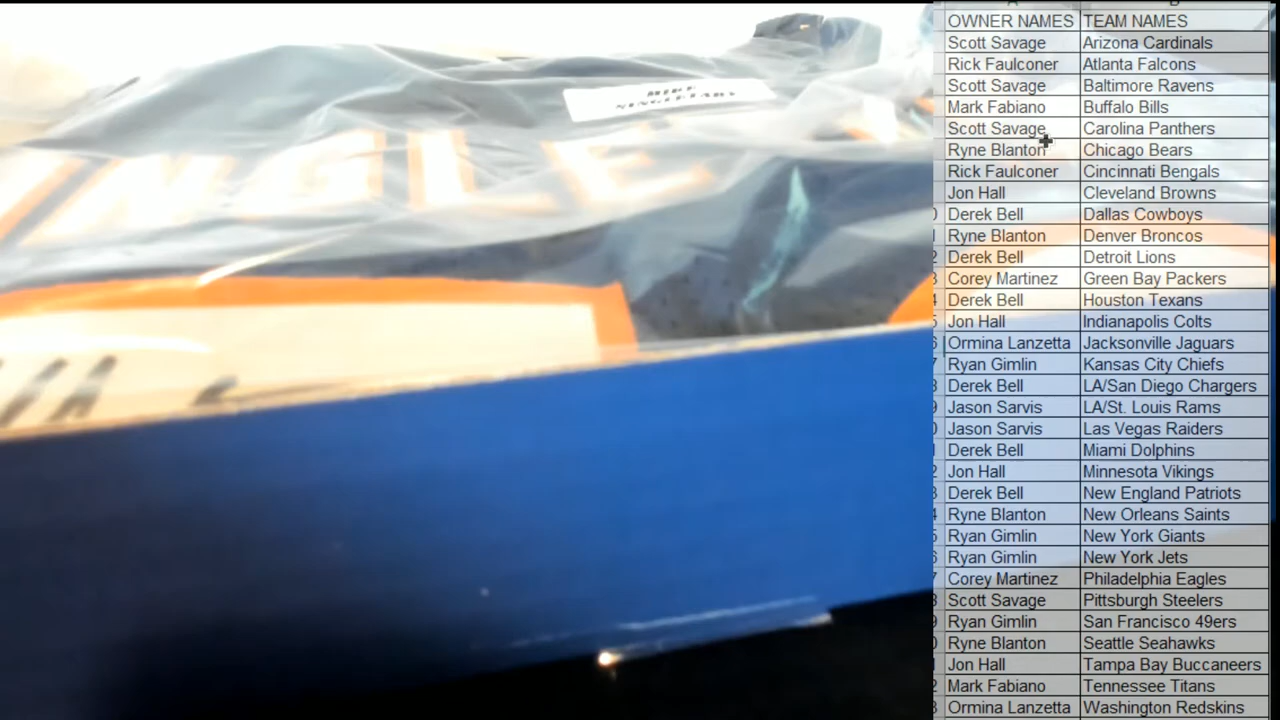 MIKE
SINGLETARY
INGLE
OWNER NAMES TEAM NAMES
Scott Savage Arizona Cardinals
Rick Faulconer Atlanta Falcons
Scott Savage Baltimore Ravens
Mark Fabiano Buffalo Bills
Scott Savage Carolina Panthers
Ryne Blanton Chicago Bears
Rick Faulconer Cincinnati Bengals
Jon Hall Cleveland Browns
Derek Bell Dallas Cowboys
Ryne Blanton Denver Broncos
Derek Bell Detroit Lions
Corey Martinez Green Bay Packers
Derek Bell Houston Texans
Jon Hall Indianapolis Colts
Ormina Lanzetta Jacksonville Jaguars
Ryan Gimlin Kansas City Chiefs
Derek Bell LA/San Diego Chargers
Jason Sarvis LA/St. Louis Rams
Jason Sarvis Las Vegas Raiders
Derek Bell Miami Dolphins
Jon Hall Minnesota Vikings
Derek Bell New England Patriots
Ryne Blanton New Orleans Saints
Ryan Gimlin New York Giants
Ryan Gimlin New York Jets
Corey Martinez Philadelphia Eagles
Scott Savage Pittsburgh Steelers
Ryan Gimlin San Francisco 49ers
Ryne Blanton Seattle Seahawks
Jon Hall Tampa Bay Buccaneers
Mark Fabiano Tennessee Titans
Ormina Lanzetta Washington Redskins